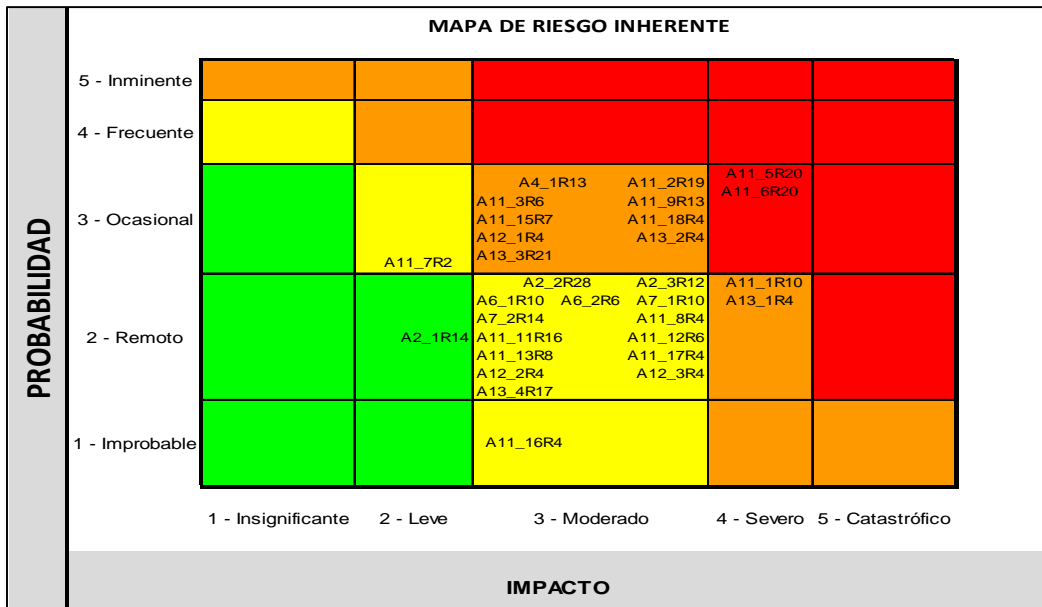 MAPA DE RIESGO INHERENTE
PROBABILIDAD
5 - Inminente
4 - Frecuente
3 - Ocasional
A11_7R2
A4_1R13 A11_2R19
A11_3R6 A11_9R13
A11_15R7 A11_18R4
A12_1R4 A13_2R4
A13_3R21
A11_5R20
A11_6R20
2 - Remoto
A2_1R14
A2_2R28 A2_3R12
A6_1R10 A6_2R6 A7_1R10
A7_2R14 A11_8R4
A11_11R16 A11_12R6
A11_13R8 A11_17R4
A12_2R4 A12_3R4
A13_4R17
A11_1R10
A13_1R4
1 - Improbable
A11_16R4
1 - Insignificante 2 - Leve 3 - Moderado 4 - Severo 5 - Catastrófico
IMPACTO